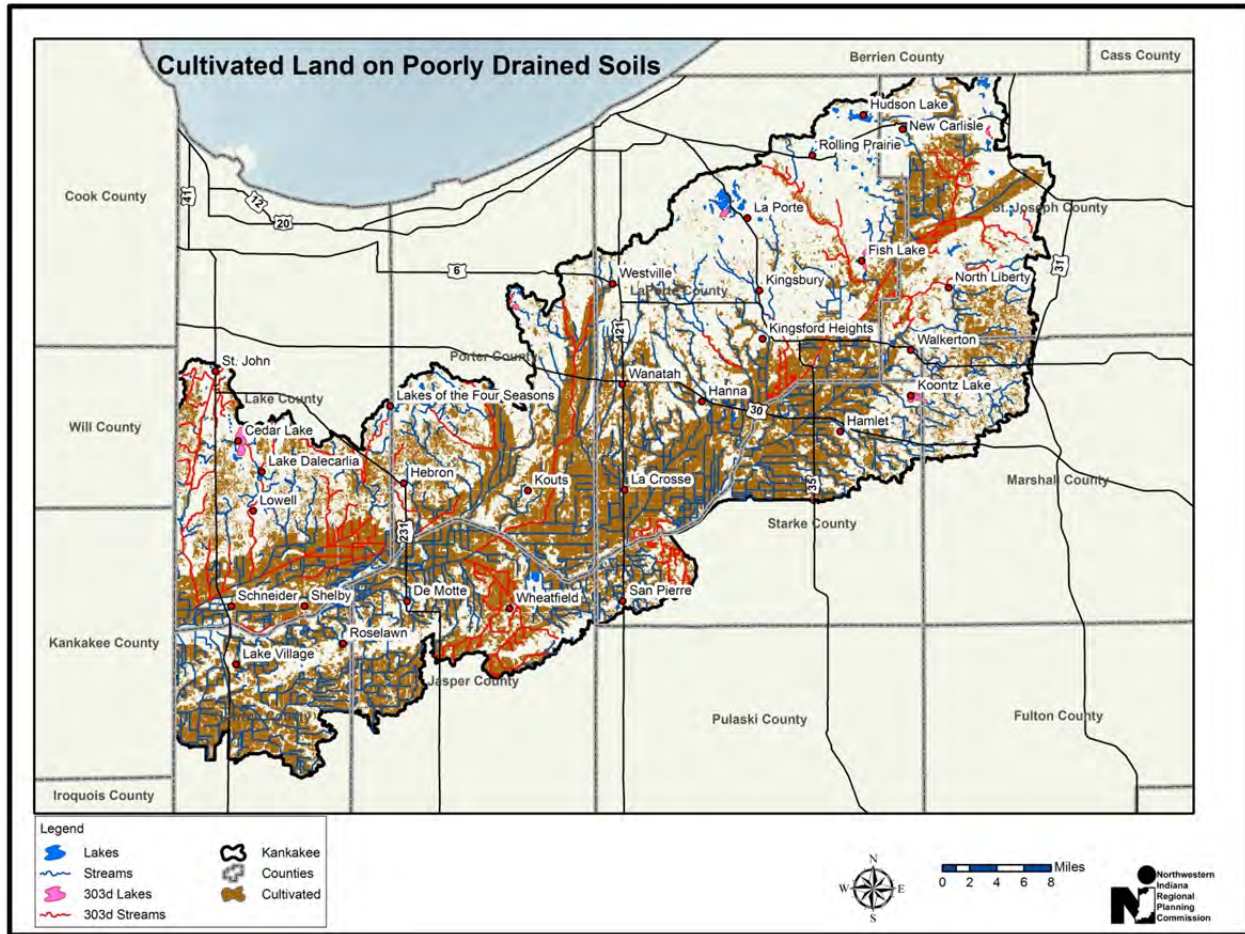 Cultivated Land on Poorly Drained Soils
Berrien County
Cass County
Hudson Lake
New Carlisle
Rolling Prairie
Cook County
41
12
20
La Porte
St. Joseph County
Fish Lake
31
6
Westville
Kingsbury
North Liberty
LaPorte County
421
Kingsford Heights
Walkerton
Porter County
St. John
Wanatah
Koontz Lake
Lake County
Lakes of the Four Seasons
Hanna
30
Will County
Cedar Lake
Hamlet
Lake Dalecarlia
Hebron
Kouts
La Crosse
35
Marshall County
Lowell
231
Starke County
Schneider
Shelby
De Motte
Wheatfield
San Pierre
Kankakee County
Roselawn
Lake Village
Jasper County
Pulaski County
Fulton County
Iroquois County
Legend
Lakes
Streams
303d Lakes
303d Streams
Kankakee
Counties
Cultivated
N
W
E
S
Miles
0 2 4 6 8
Northwestern
Indiana
Regional
Planning
Commission